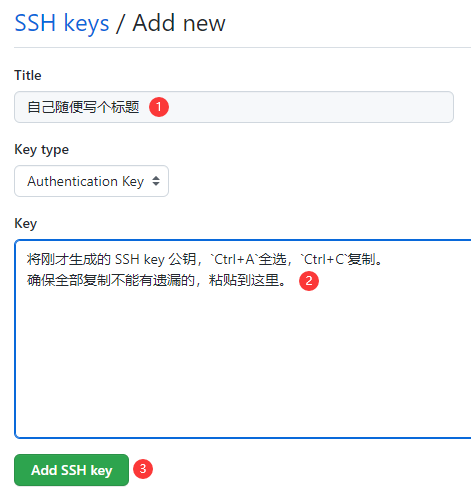 SSH keys / Add new
Title
自己随便写个标题 1
Key type
Authentication Key
Key
将刚才生成的 SSH key 公钥，`Ctrl+A`全选，`Ctrl+C`复制。
确保全部复制不能有遗漏的，粘贴到这里。 2
Add SSH key 3